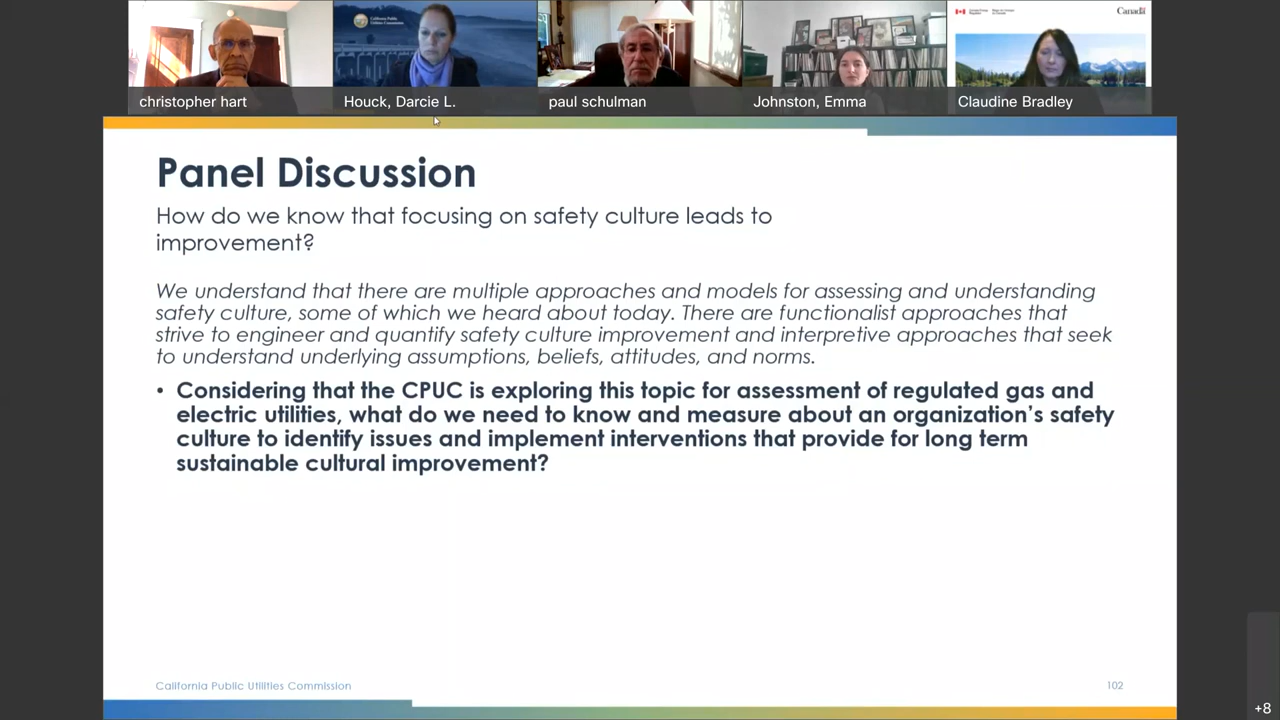 California Public
Utilities Commission
Canada
christopher hart
Houck, Darcie L.
paul schulman
Johnston, Emma
Claudine Bradley
Panel Discussion
How do we know that focusing on safety culture leads to
improvement?
We understand that there are multiple approaches and models for assessing and understanding
safety culture, some of which we heard about today. There are functionalist approaches that
strive to engineer and quantify safety culture improvement and interpretive approaches that seek
to understand underlying assumptions, beliefs, attitudes, and norms.
• Considering that the CPUC is exploring this topic for assessment of regulated gas and
electric utilities, what do we need to know and measure about an organization's safety
culture to identify issues and implement interventions that provide for long term
sustainable cultural improvement?
California Public Utilities Commission
102
+8